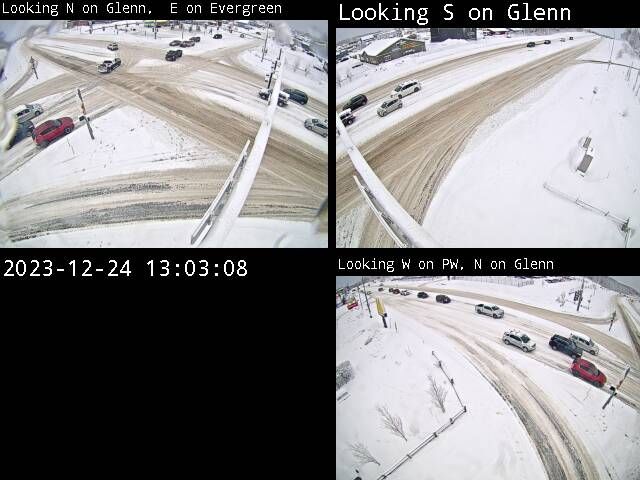 Looking N on Glenn, E on Evergreen
Looking S on Glenn
2023-12-24 13:03:08
Looking W on PW, N on Glenn